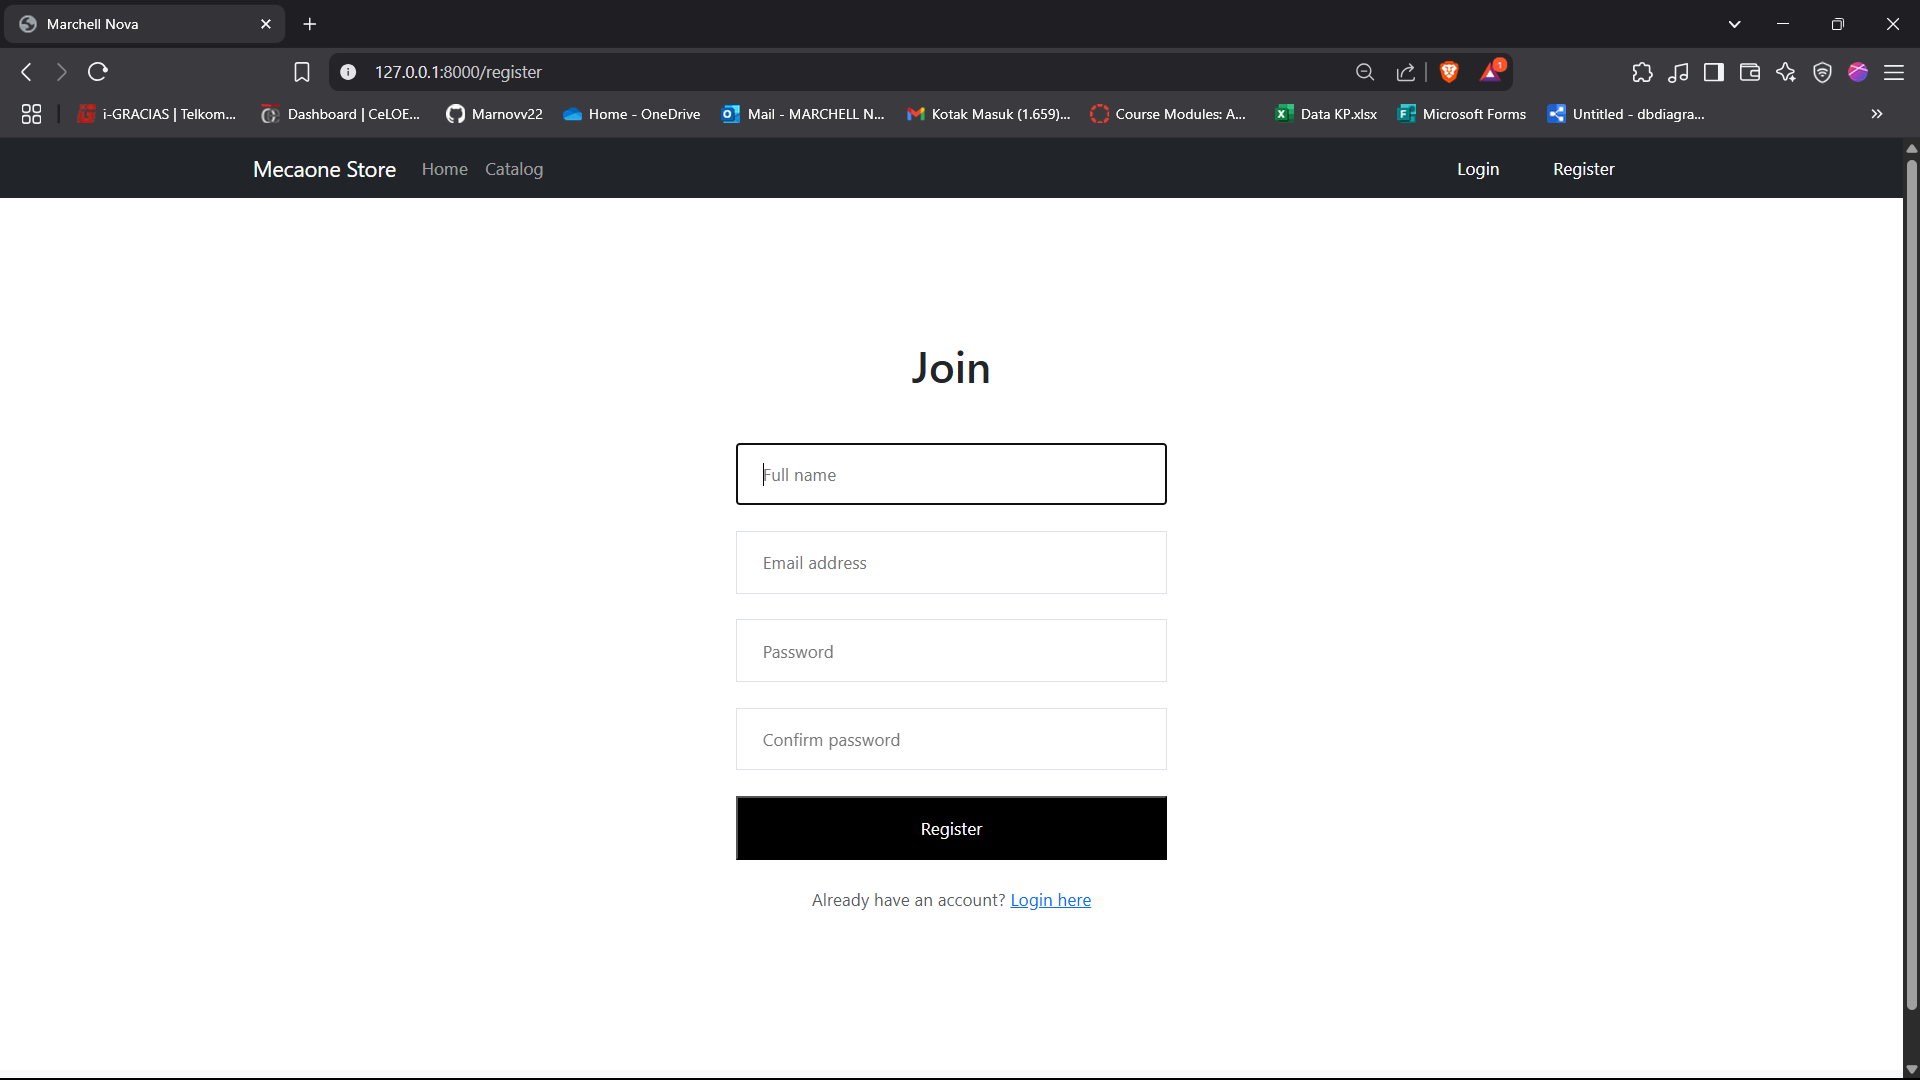 Marchell Nova
127.0.0.1:8000/register
1
i-GRACIAS | Telkom... Dashboard | CeLOE... Marnovv22 Home - OneDrive Mail - MARCHELL N... Kotak Masuk (1.659)... Course Modules: A... Data KP.xlsx Microsoft Forms Untitled - dbdiagra...
Mecaone Store Home Catalog Login Register
Join
Full name
Email address
Password
Confirm password
Register
Already have an account? Login here